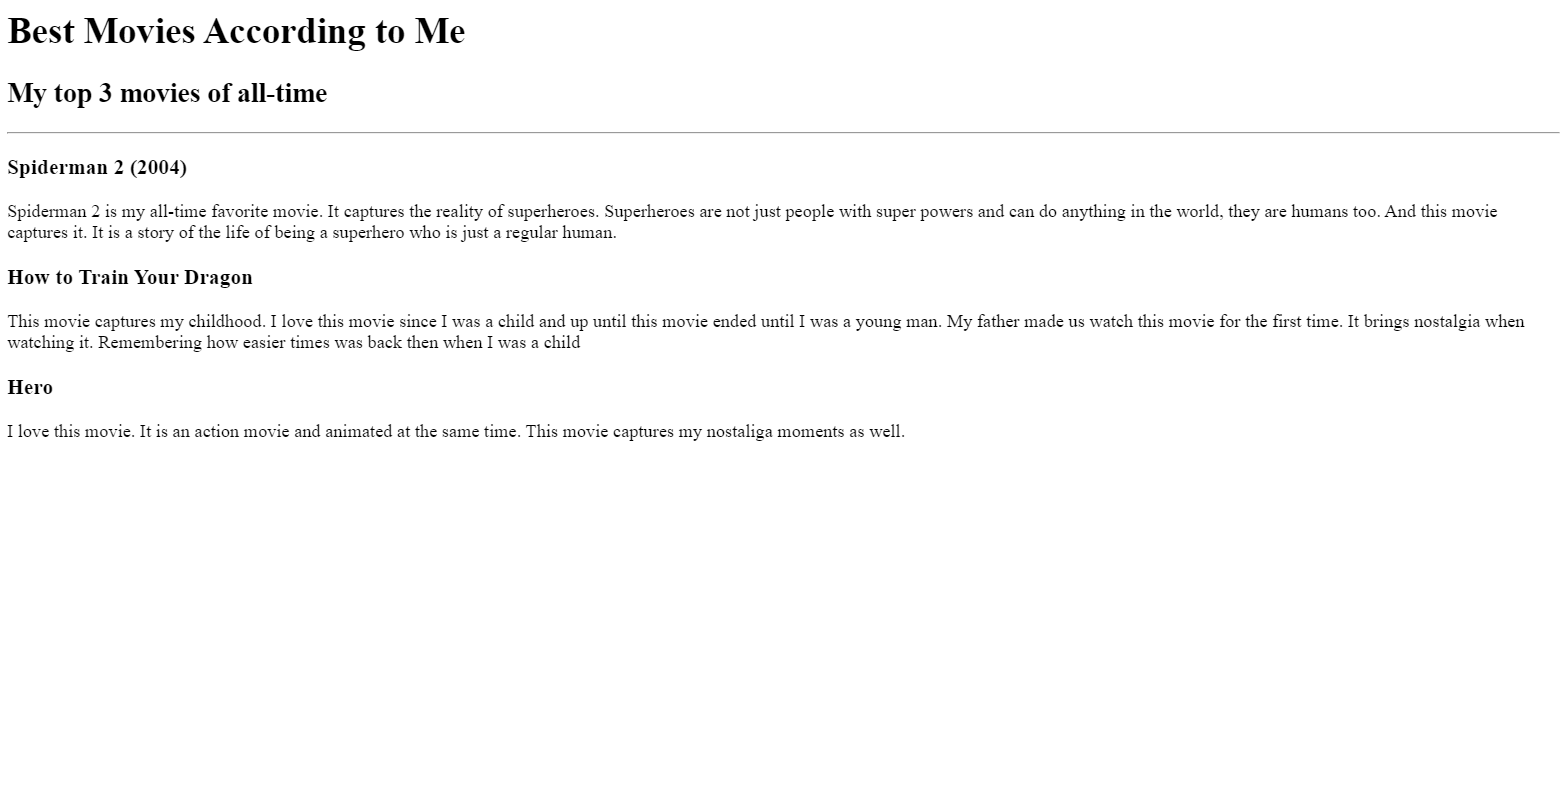 Best Movies According to Me
My top 3 movies of all-time
Spiderman 2 (2004)
Spiderman 2 is my all-time favorite movie. It captures the reality of superheroes. Superheroes are not just people with super powers and can do anything in the world, they are humans too. And this movie
captures it. It is a story of the life of being a superhero who is just a regular human.
How to Train Your Dragon
This movie captures my childhood. I love this movie since I was a child and up until this movie ended until I was a young man. My father made us watch this movie for the first time. It brings nostalgia when
watching it. Remembering how easier times was back then when I was a child
Hero
I love this movie. It is an action movie and animated at the same time. This movie captures my nostaliga moments as well.